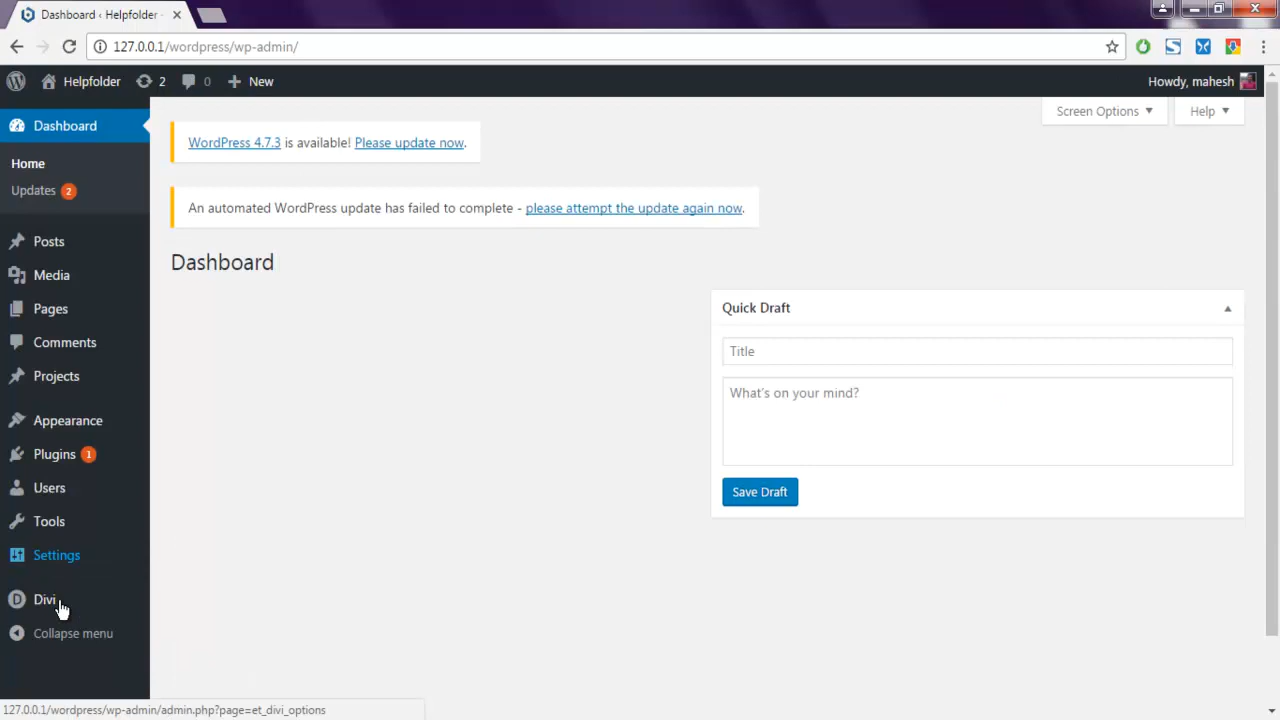 Dashboard ‹ Helpfolder -
127.0.0.1/wordpress/wp-admin/
Helpfolder 2 0 New
Howdy, mahesh
Dashboard
Home
Updates 2
Posts
Media
Pages
Comments
Projects
Appearance
Plugins 1
Users
Tools
Settings
Divi
Collapse menu
Screen Options
Help
WordPress 4.7.3 is available! Please update now.
An automated WordPress update has failed to complete - please attempt the update again now.
Dashboard
Quick Draft
Title
What's on your mind?
Save Draft
127.0.0.1/wordpress/wp-admin/admin.php?page=et_divi_options